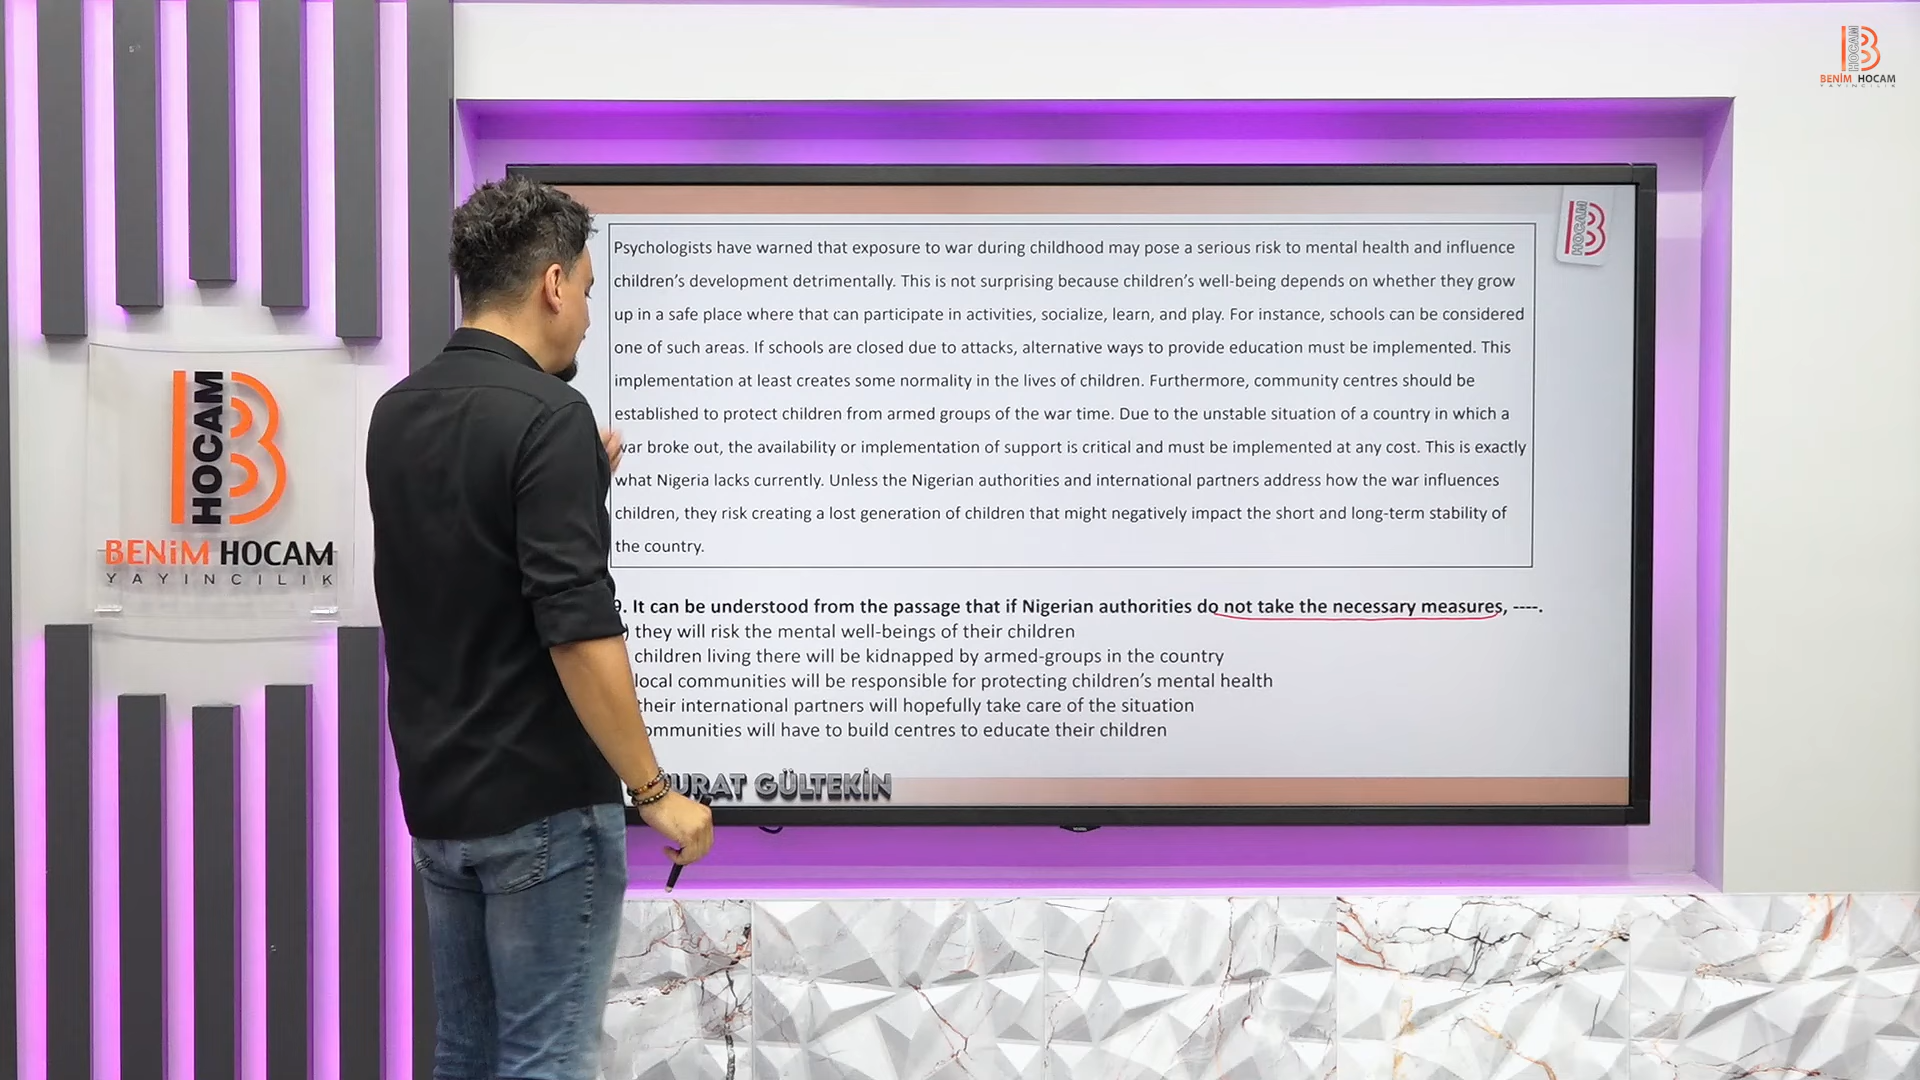 HOCAM
BENİM HOCAM
YAYINCILIK
HOCAM
Psychologists have warned that exposure to war during childhood may pose a serious risk to mental health and influence
children's development detrimentally. This is not surprising because children's well-being depends on whether they grow
up in a safe place where that can participate in activities, socialize, learn, and play. For instance, schools can be considered
one of such areas. If schools are closed due to attacks, alternative ways to provide education must be implemented. This
implementation at least creates some normality in the lives of children. Furthermore, community centres should be
established to protect children from armed groups of the war time. Due to the unstable situation of a country in which a
war broke out, the availability or implementation of support is critical and must be implemented at any cost. This is exactly
what Nigeria lacks currently. Unless the Nigerian authorities and international partners address how the war influences
children, they risk creating a lost generation of children that might negatively impact the short and long-term stability of
the country.
9. It can be understood from the passage that if Nigerian authorities do not take the necessary measures, ----.
) they will risk the mental well-beings of their children
children living there will be kidnapped by armed-groups in the country
local communities will be responsible for protecting children's mental health
their international partners will hopefully take care of the situation
ommunities will have to build centres to educate their children
URAT GÜLTEKİN
HOCAM
BENiM HOCAM
YAYINCILIK